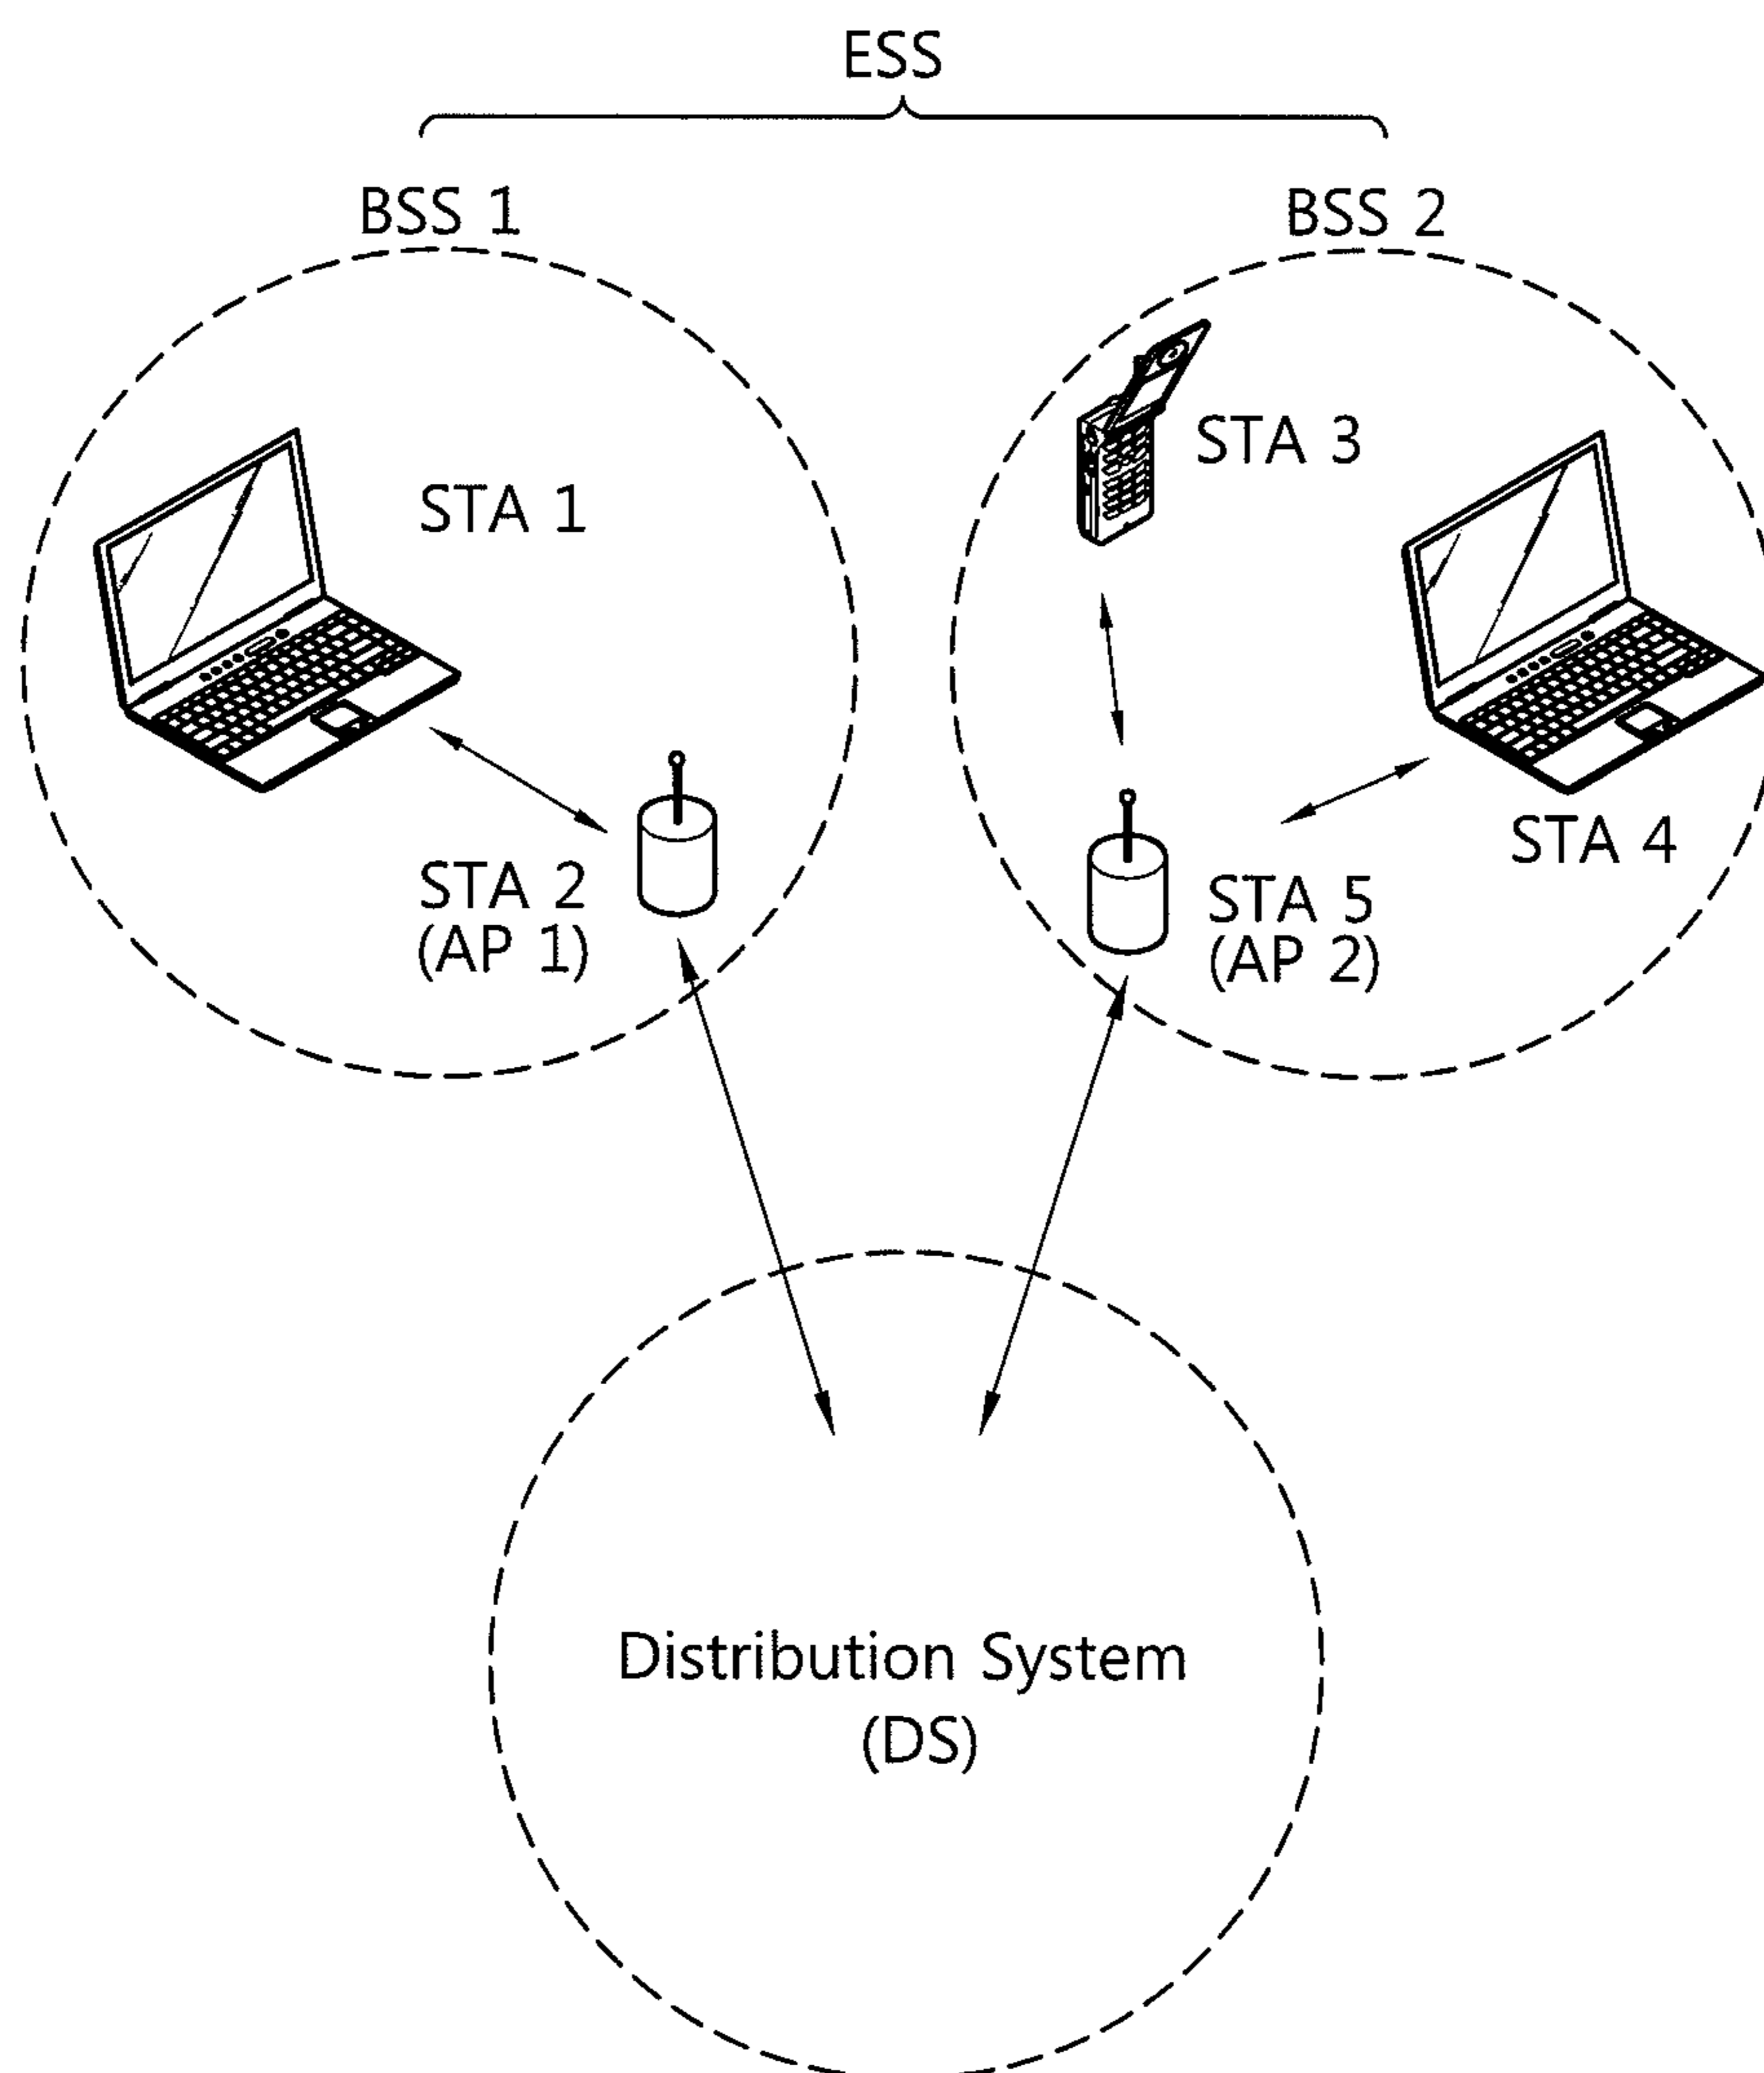 ESS
BSS 1
BSS 2
STA 3
STA 1
STA 4
STA 2
(AP 1)
STA 5
(AP 2)
Distribution System
(DS)